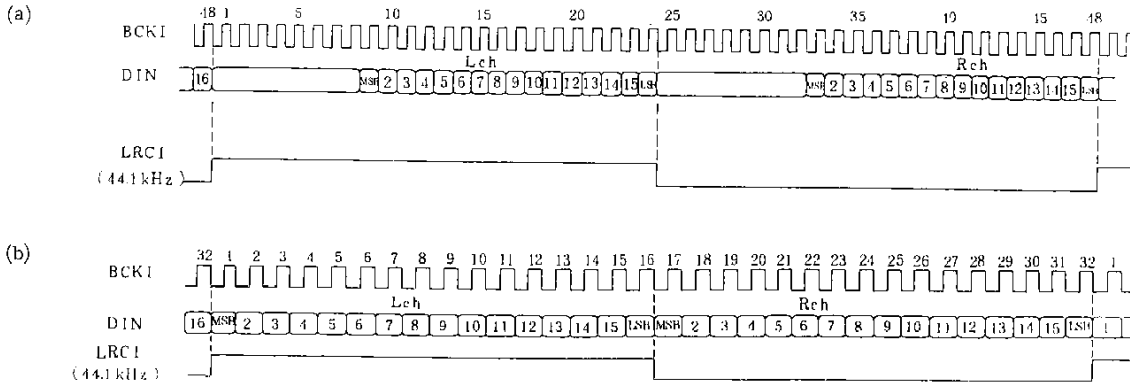 (a)
48 1 5 10 15 20 25 30 35 40 45 48
BCKI
Lch Rch
DIN 16 MSB 2 3 4 5 6 7 8 9 10 11 12 13 14 15 LSB MSB 2 3 4 5 6 7 8 9 10 11 12 13 14 15 LSB
LRCI
(44.1kHz)
(b)
32 1 2 3 4 5 6 7 8 9 10 11 12 13 14 15 16 17 18 19 20 21 22 23 24 25 26 27 28 29 30 31 32 1
BCKI
Lch Rch
DIN 16 MSB 2 3 4 5 6 7 8 9 10 11 12 13 14 15 LSB MSB 2 3 4 5 6 7 8 9 10 11 12 13 14 15 LSB 1
LRCI
(44.1kHz)